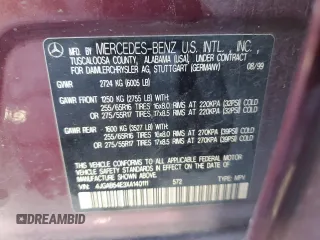 MERCEDES-BENZ U.S. INTL., INC.,
TUSCALOOSA COUNTY, ALABAMA (USA), UNDER CONTRACT
FOR DAIMLERCHRYSLER AG, STUTTGART (GERMANY) 08/99
GVWR 2724 KG (6005 LB)
GAWR FRONT 1250 KG (2755 LB) WITH
255/65R16 TIRES 16x8.0 RIMS AT 220KPA (32PSI) COLD
OR 275/55R17 TIRES 17x8.5 RIMS AT 220KPA (32PSI) COLD
GAWR REAR - 1600 KG (3527 LB) WITH
255/65R16 TIRES 16x8.0 RIMS AT 270KPA (39PSI) COLD
OR 275/55R17 TIRES 17x8.5 RIMS AT COLD
THIS VEHICLE CONFORMS TO ALL APPLICABLE FEDERAL MOTOR
VEHICLE SAFETY STANDARDS IN EFFECT ON THE DATE OF
MANUFACTURE SHOWN ABOVE.
VIN: 572 TYPE: MPV